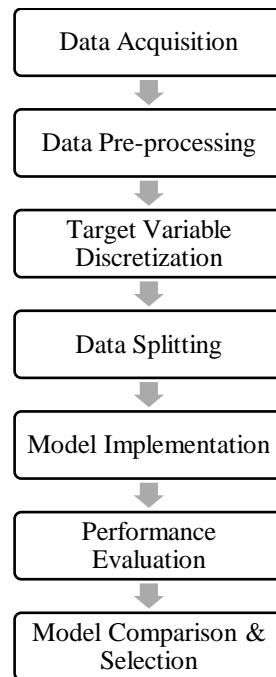 Data Acquisition
Data Pre-processing
Target Variable
Discretization
Data Splitting
Model Implementation
Performance
Evaluation
Model Comparison &
Selection